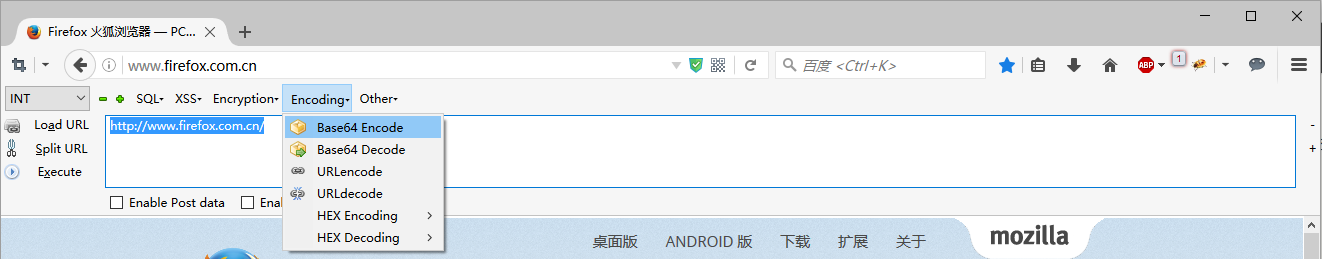 Firefox 火狐浏览器 — PC...
www.firefox.com.cn
百度 <Ctrl+K>
ABP
1
INT
SQL
XSS
Encryption
Encoding
Other
Load URL
Split URL
Execute
http://www.firefox.com.cn/
-
+
Base64 Encode
Base64 Decode
URLencode
URLdecode
HEX Encoding
HEX Decoding
Enable Post data
桌面版 ANDROID 版 下载 扩展 关于
mozilla